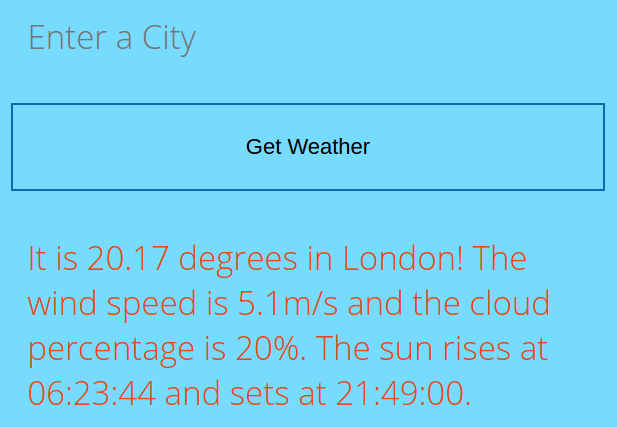 Enter a City
Get Weather
It is 20.17 degrees in London! The
wind speed is 5.1m/s and the cloud
percentage is 20%. The sun rises at
06:23:44 and sets at 21:49:00.